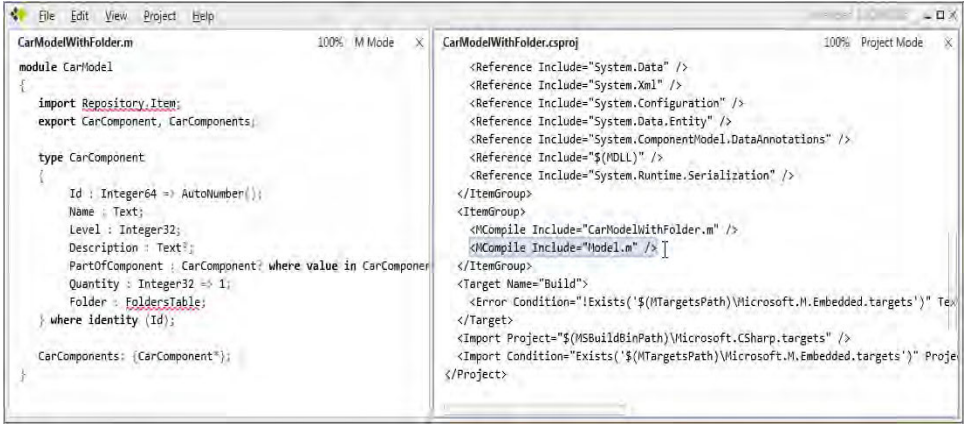 File Edit View Project Help
CarModelWithFolder.m 100% M Mode X
module CarModel
{
import Repository.Item;
export CarComponent, CarComponents;
type CarComponent
{
Id : Integer64 => AutoNumber();
Name : Text;
Level : Integer32;
Description : Text?;
PartOfComponent : CarComponent? where value in CarComponen
Quantity : Integer32 => 1;
Folder : FoldersTable;
} where identity (Id);
CarComponents: {CarComponent*};
}
CarModelWithFolder.csproj 100% Project Mode X
<Reference Include="System.Data" />
<Reference Include="System.Xml" />
<Reference Include="System.Configuration" />
<Reference Include="System.Data.Entity" />
<Reference Include="System.ComponentModel.DataAnnotations" />
<Reference Include="$(MDLL)" />
<Reference Include="System.Runtime.Serialization" />
</ItemGroup>
<ItemGroup>
<MCompile Include="CarModelWithFolder.m" />
<MCompile Include="Model.m" />
</ItemGroup>
<Target Name="Build">
<Error Condition="!Exists('$(MTargetsPath)\Microsoft.M.Embedded.targets')" Tex
</Target>
<Import Project="$(MSBuildBinPath)\Microsoft.CSharp.targets" />
<Import Condition="Exists('$(MTargetsPath)\Microsoft.M.Embedded.targets')" Proje
</Project>